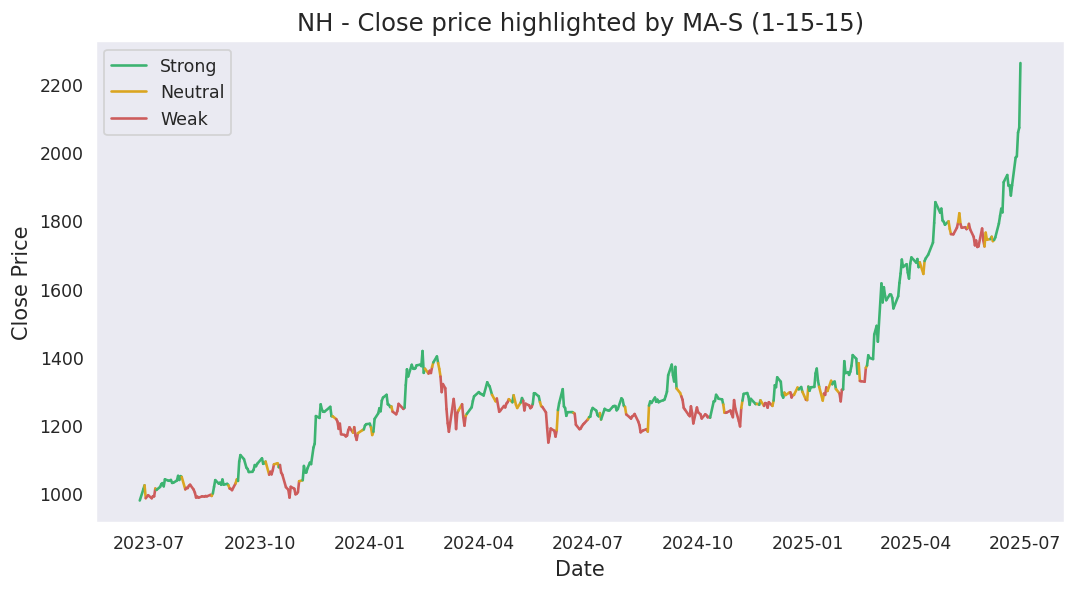 NH - Close price highlighted by MA-S (1-15-15)
Strong
Neutral
Weak
Close Price
2200
2000
1800
1600
1400
1200
1000
2023-07 2023-10 2024-01 2024-04 2024-07 2024-10 2025-01 2025-04 2025-07
Date